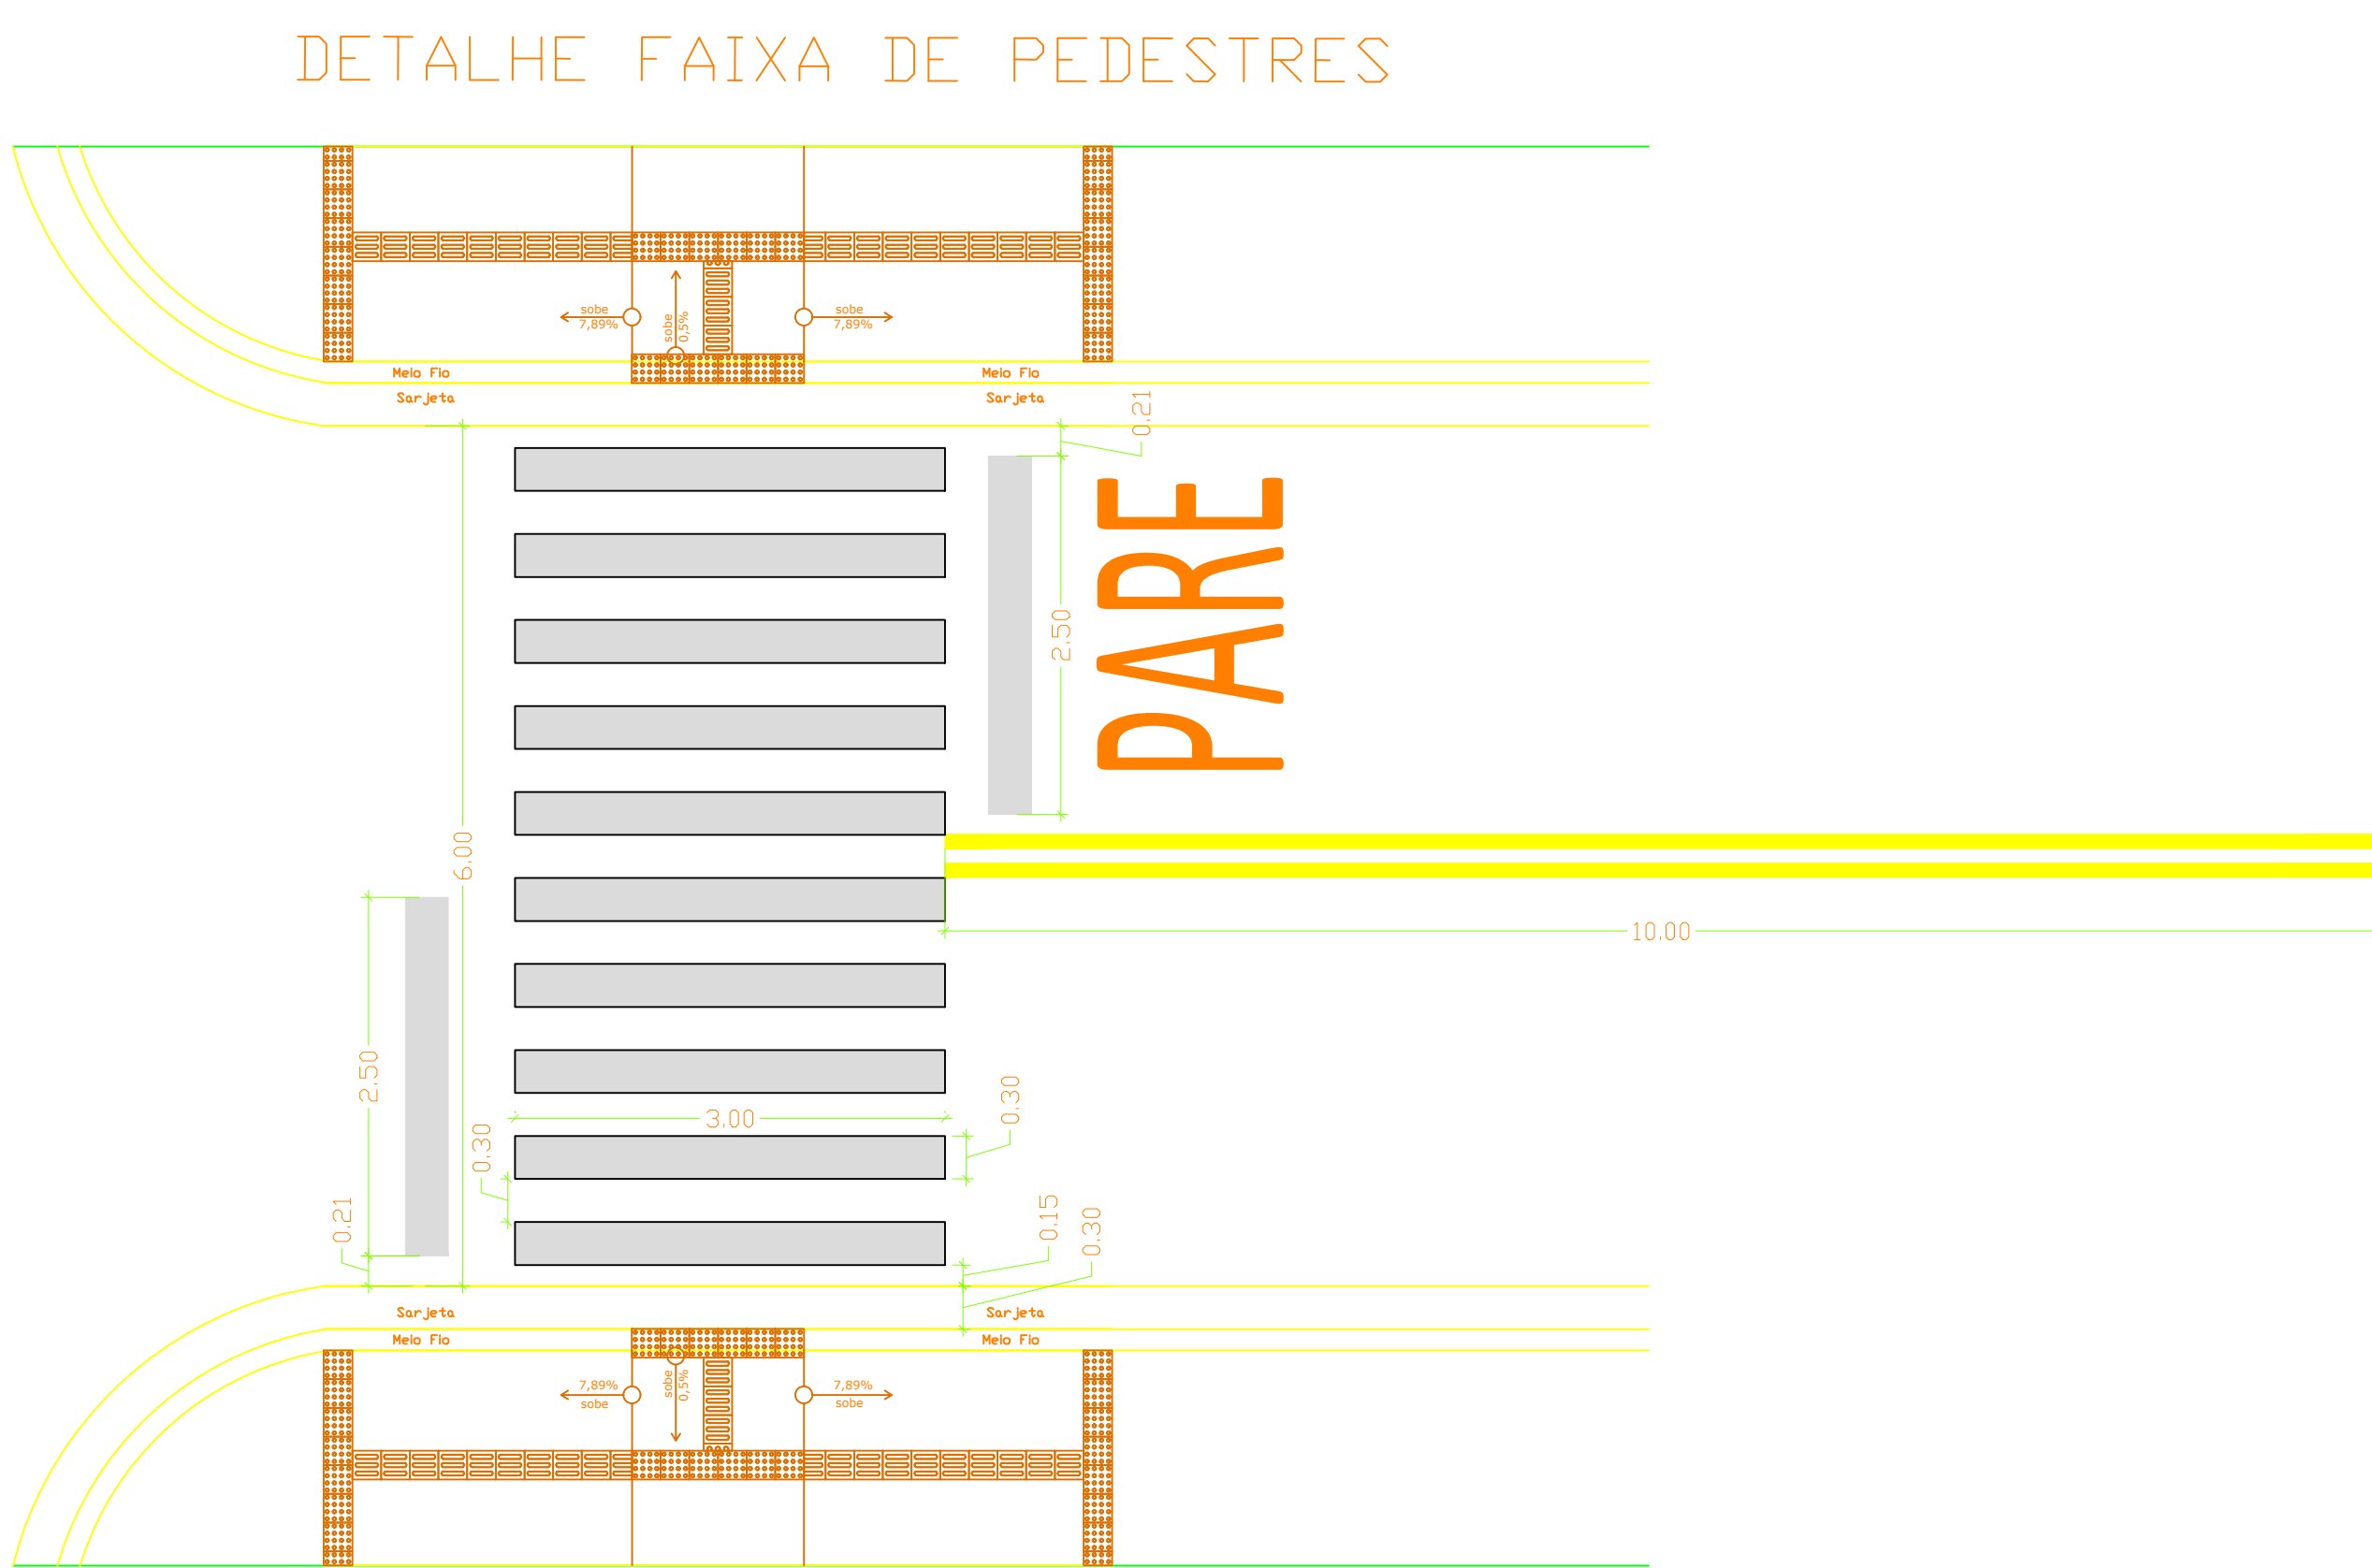 DETALHE FAIXA DE PEDESTRES
sobe
7,89%
sobe
0,5%
sobe
7,89%
Meio Fio
Meio Fio
Sarjeta
Sarjeta
0.21
2.50
PARE
6.00
10.00
2.50
3.00
0.30
0.30
0.21
0.15
0.30
Sarjeta
Sarjeta
Meio Fio
Meio Fio
7,89%
sobe
sobe
0,5%
7,89%
sobe